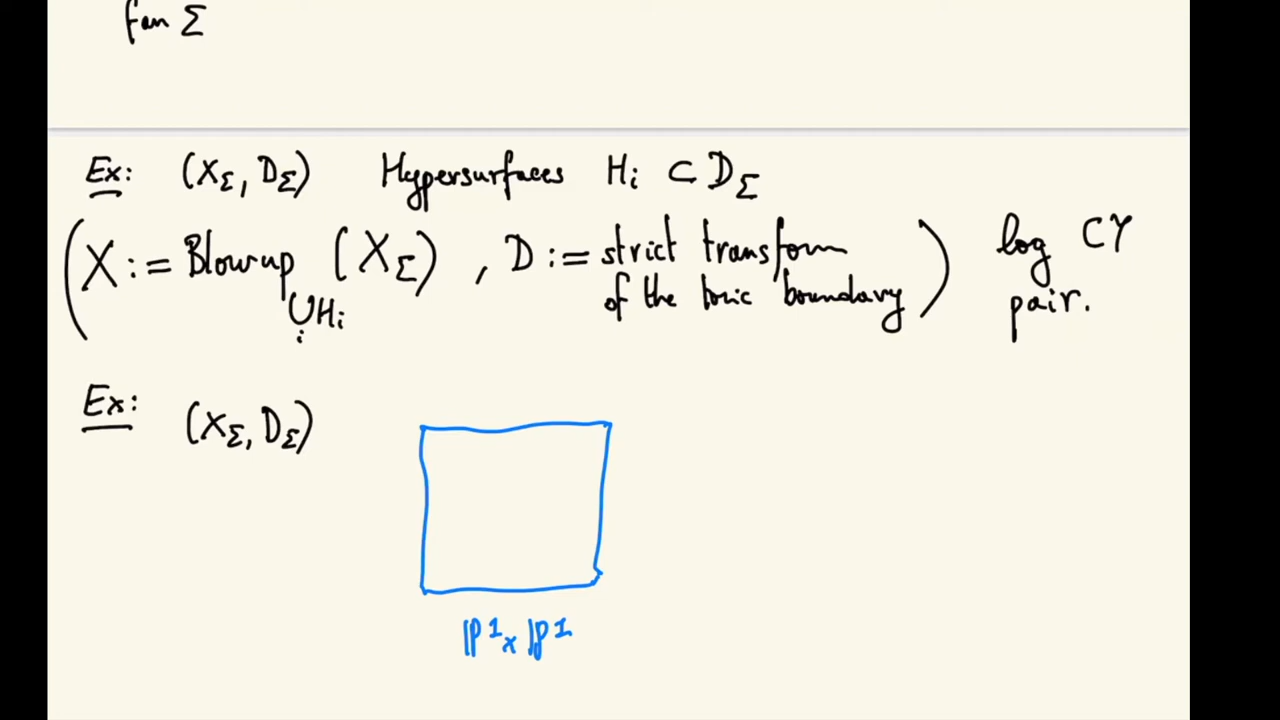 fan Σ
Ex: (X_Σ, D_Σ) Hypersurfaces H_i ⊂ D_Σ
(X := Blowup_{∪_i H_i} (X_Σ), D := strict transform of the toric boundary) log CY pair.
Ex: (X_Σ, D_Σ)
ℙ¹ × ℙ¹